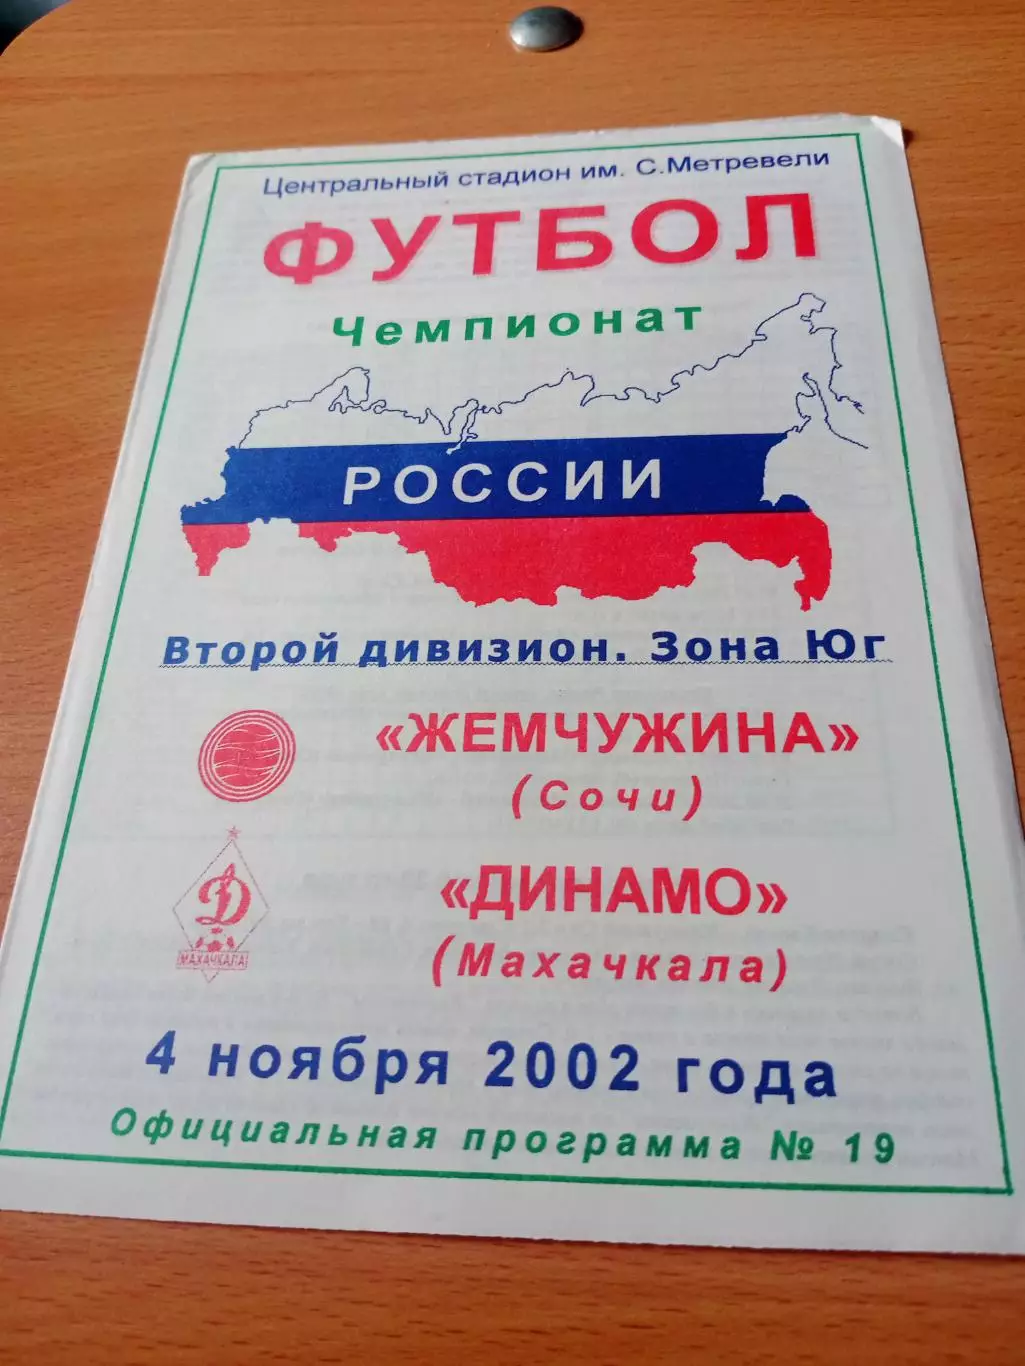 Центральный стадион им. С.Метревели
ФУТБОЛ
Чемпионат
РОССИИ
Второй дивизион. Зона Юг
«ЖЕМЧУЖИНА»
(Сочи)
Д
МАХАЧКАЛА
«ДИНАМО»
(Махачкала)
4 ноября 2002 года
Официальная программа № 19